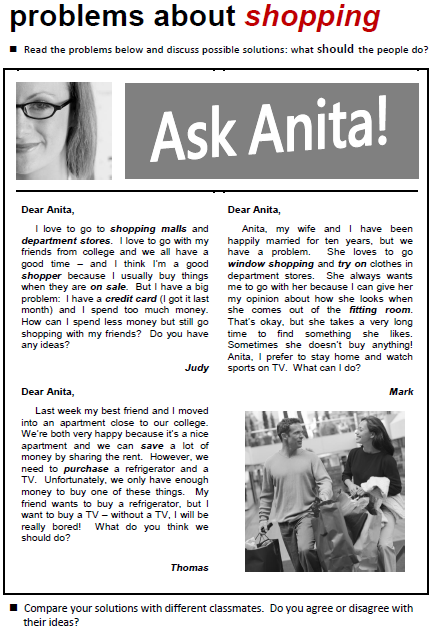 problems about shopping
■ Read the problems below and discuss possible solutions: what should the people do?
Ask Anita!
Dear Anita,
I love to go to shopping malls and
department stores. I love to go with my
friends from college and we all have a
good time – and I think I'm a good
shopper because I usually buy things
when they are on sale. But I have a big
problem: I have a credit card (I got it last
month) and I spend too much money.
How can I spend less money but still go
shopping with my friends? Do you have
any ideas?
Judy
Dear Anita,
Last week my best friend and I moved
into an apartment close to our college.
We're both very happy because it's a nice
apartment and we can save a lot of
money by sharing the rent. However, we
need to purchase a refrigerator and a
TV. Unfortunately, we only have enough
money to buy one of these things. My
friend wants to buy a refrigerator, but I
want to buy a TV – without a TV, I will be
really bored! What do you think we
should do?
Thomas
Dear Anita,
Anita, my wife and I have been
happily married for ten years, but we
have a problem. She loves to go
window shopping and try on clothes in
department stores. She always wants
me to go with her because I can give her
my opinion about how she looks when
she comes out of the fitting room.
That's okay, but she takes a very long
time to find something she likes.
Sometimes she doesn't buy anything!
Anita, I prefer to stay home and watch
sports on TV. What can I do?
Mark
■ Compare your solutions with different classmates. Do you agree or disagree with
their ideas?